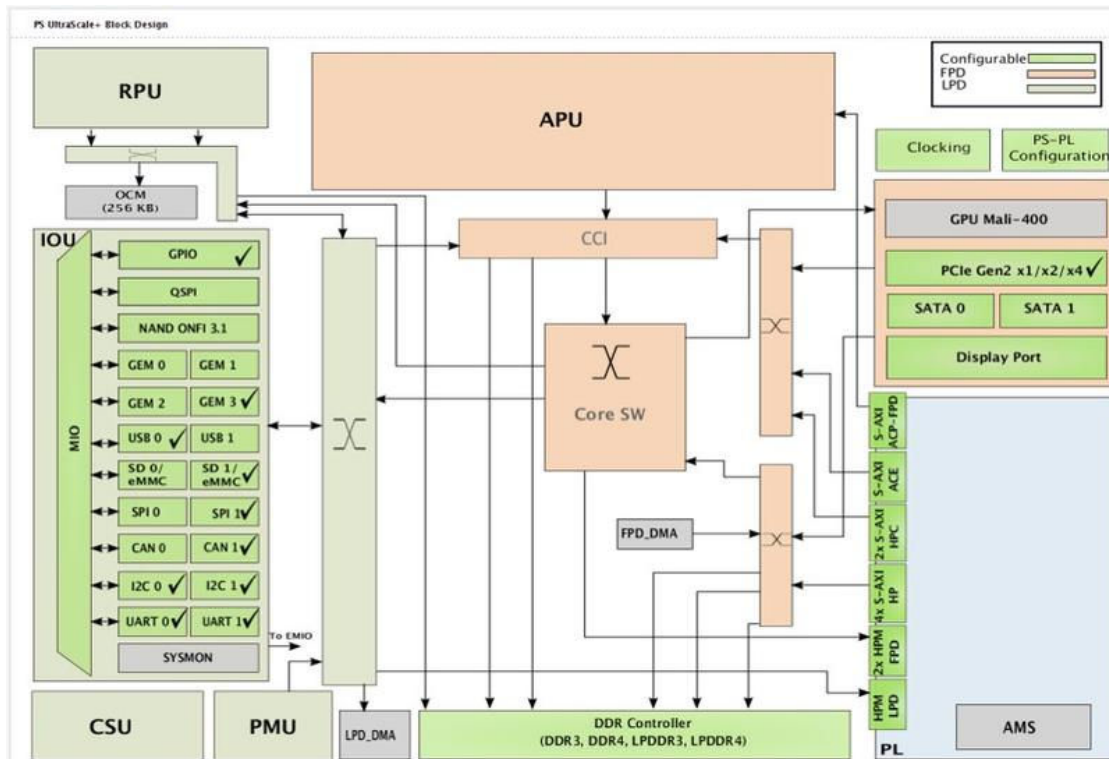 PS UltraScale+ Block Design
Configurable
FPD
LPD
RPU
APU
Clocking
PS-PL
Configuration
OCM
(256 KB)
GPU Mali-400
IOU
CCI
GPIO
PCIe Gen2 x1/x2/x4
QSPI
SATA 0
SATA 1
NAND ONFI 3.1
Display Port
GEM 0
GEM 1
GEM 2
GEM 3
Core SW
MIO
USB 0
USB 1
S-AXI
ACP-FPD
SD 0/
eMMC
SD 1/
eMMC
S-AXI
ACE
SPI 0
SPI 1
2x S-AXI
HPC
FPD_DMA
CAN 0
CAN 1
I2C 0
I2C 1
4x S-AXI
HP
UART 0
UART 1
To EMIO
2x HPM
FPD
SYSMON
HPM
LPD
CSU
PMU
LPD_DMA
DDR Controller
(DDR3, DDR4, LPDDR3, LPDDR4)
AMS
PL